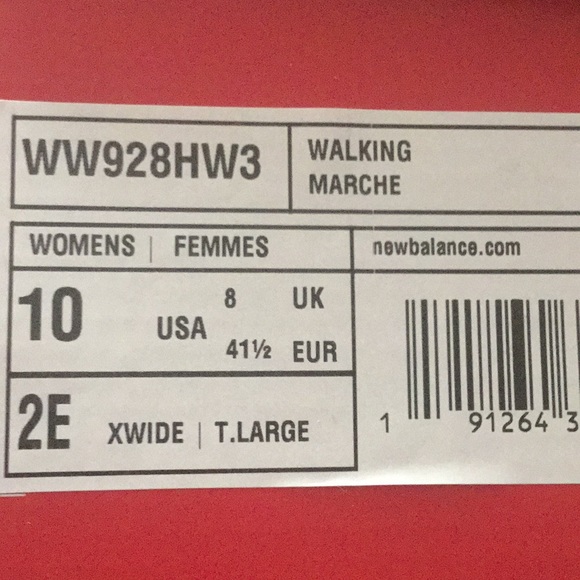 WW928HW3
WALKING
MARCHE
WOMENS | FEMMES
newbalance.com
10 USA 8 UK
41½ EUR
2E XWIDE | T.LARGE
1 91264 3